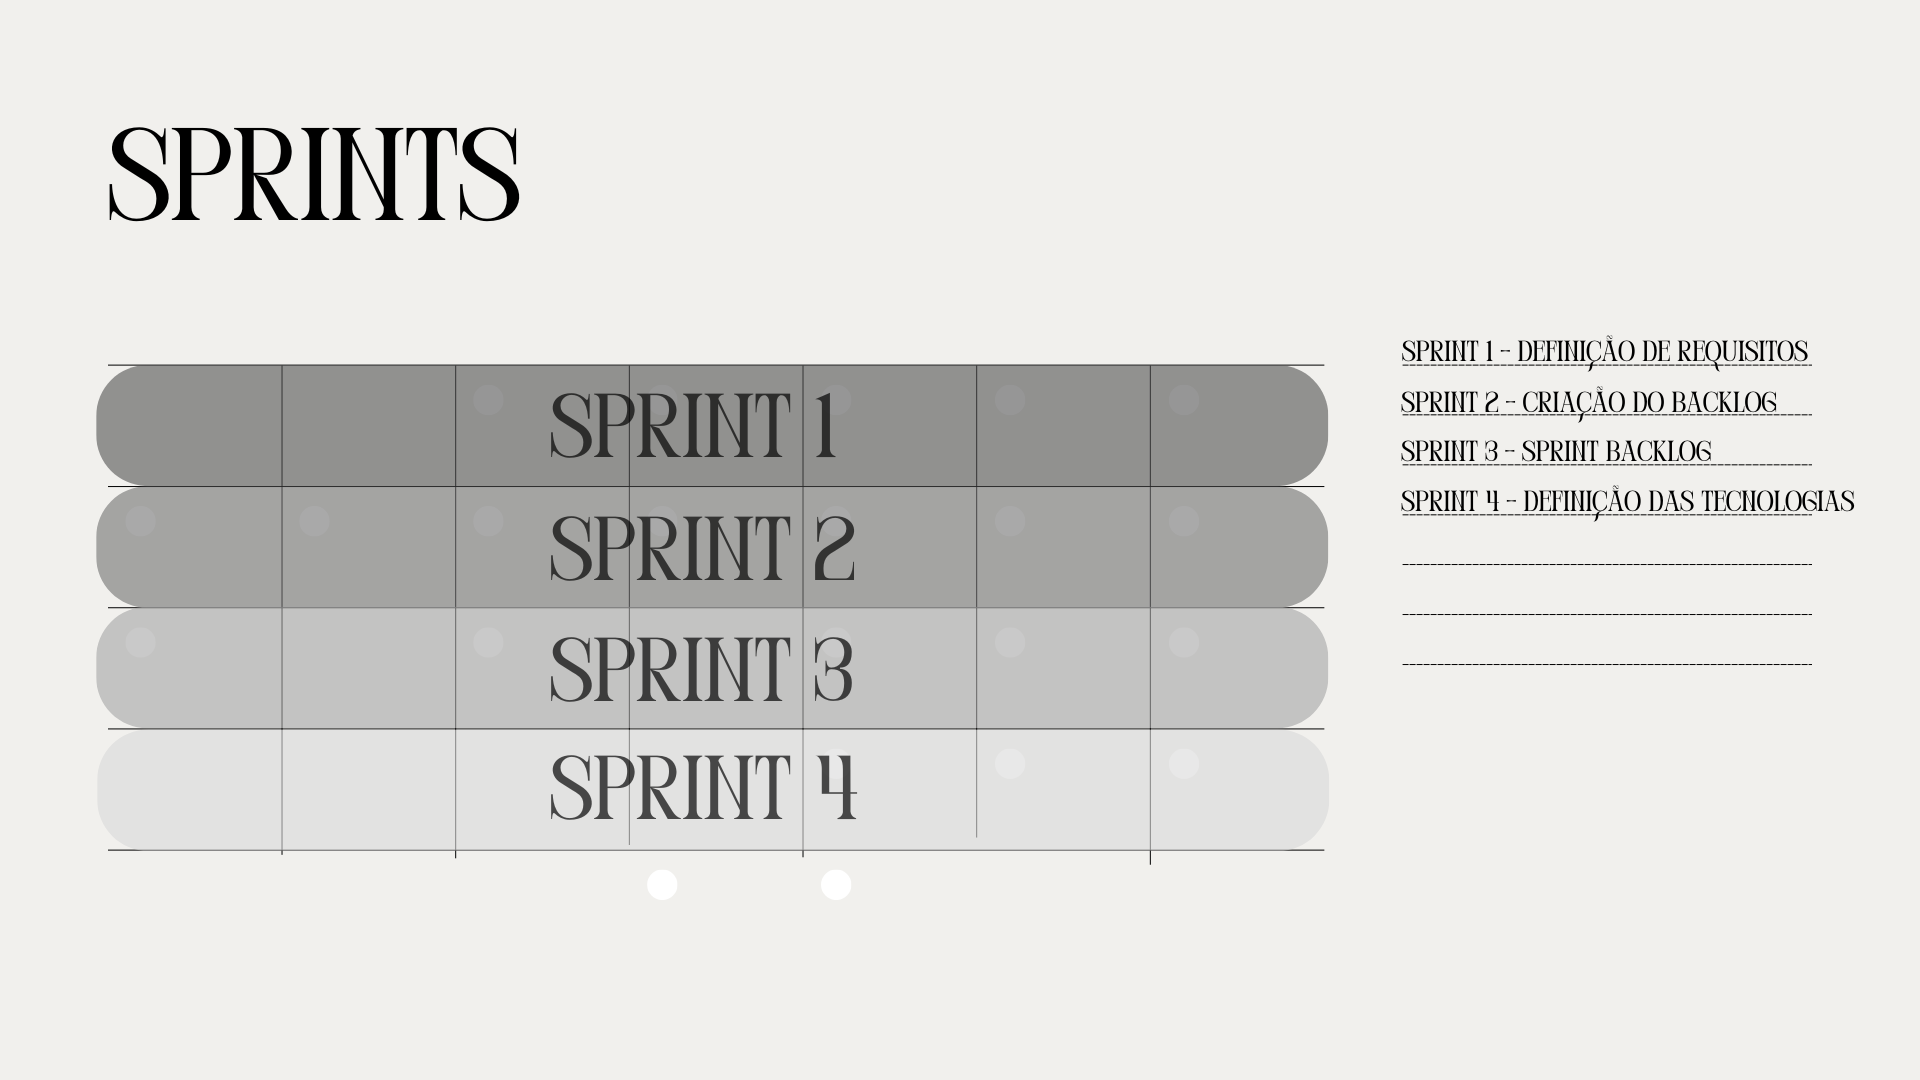 SPRINTS
SPRINT 1
SPRINT 2
SPRINT 3
SPRINT 4
SPRINT 1 - DEFINIÇÃO DE REQUISITOS
SPRINT 2 - CRIAÇÃO DO BACKLOG
SPRINT 3 - SPRINT BACKLOG
SPRINT 4 - DEFINIÇÃO DAS TECNOLOGIAS